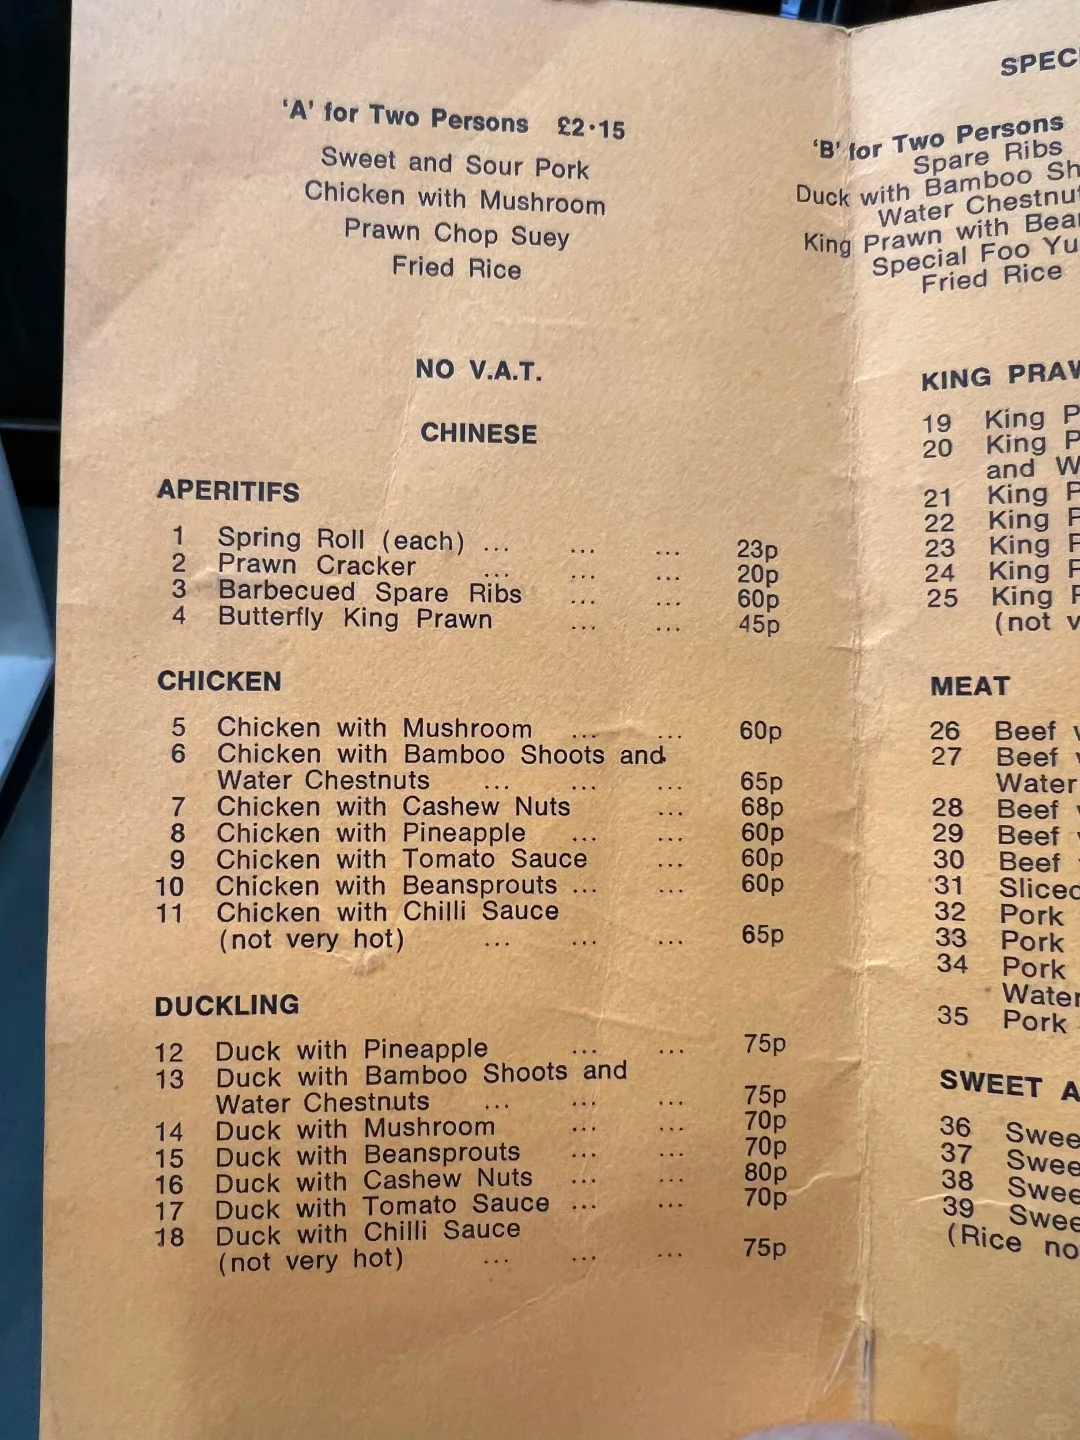 'A' for Two Persons £2·15
Sweet and Sour Pork
Chicken with Mushroom
Prawn Chop Suey
Fried Rice
NO V.A.T.
CHINESE
APERITIFS
1 Spring Roll (each) ... ... ... 23p
2 Prawn Cracker ... ... ... 20p
3 Barbecued Spare Ribs ... ... 60p
4 Butterfly King Prawn ... ... 45p
CHICKEN
5 Chicken with Mushroom ... ... 60p
6 Chicken with Bamboo Shoots and
Water Chestnuts ... ... ... 65p
7 Chicken with Cashew Nuts ... 68p
8 Chicken with Pineapple ... ... 60p
9 Chicken with Tomato Sauce ... 60p
10 Chicken with Beansprouts ... ... 60p
11 Chicken with Chilli Sauce
(not very hot) ... ... ... 65p
DUCKLING
12 Duck with Pineapple ... ... 75p
13 Duck with Bamboo Shoots and
Water Chestnuts ... ... ... 75p
14 Duck with Mushroom ... ... 70p
15 Duck with Beansprouts ... ... 70p
16 Duck with Cashew Nuts ... ... 80p
17 Duck with Tomato Sauce ... ... 70p
18 Duck with Chilli Sauce
(not very hot) ... ... ... 75p
'B' for Two Persons
Spare Ribs
Duck with Bamboo
Water
King Prawn with
Special Foo
Fried Rice
KING
19 King
20 King
and
21 King
22 King
23 King
24 King
25 King
(not
MEAT
26 Beef
27 Beef
Water
28 Beef
29 Beef
30 Beef
31 Sliced
32 Pork
33 Pork
34 Pork
Water
35 Pork
SWEET
36
37
38
39
(Rice